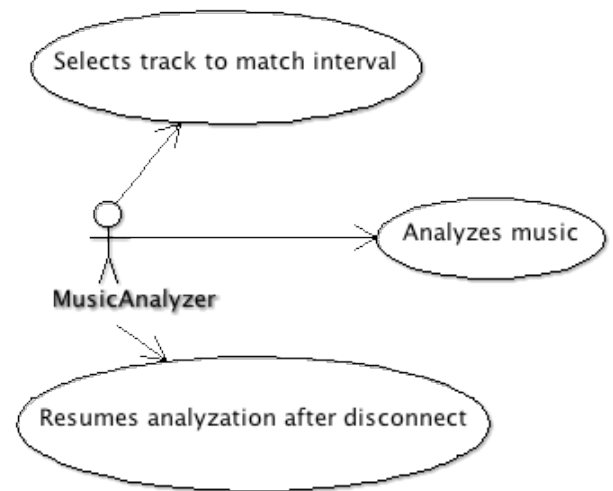 Selects track to match interval
Analyzes music
MusicAnalyzer
Resumes analyzation after disconnect